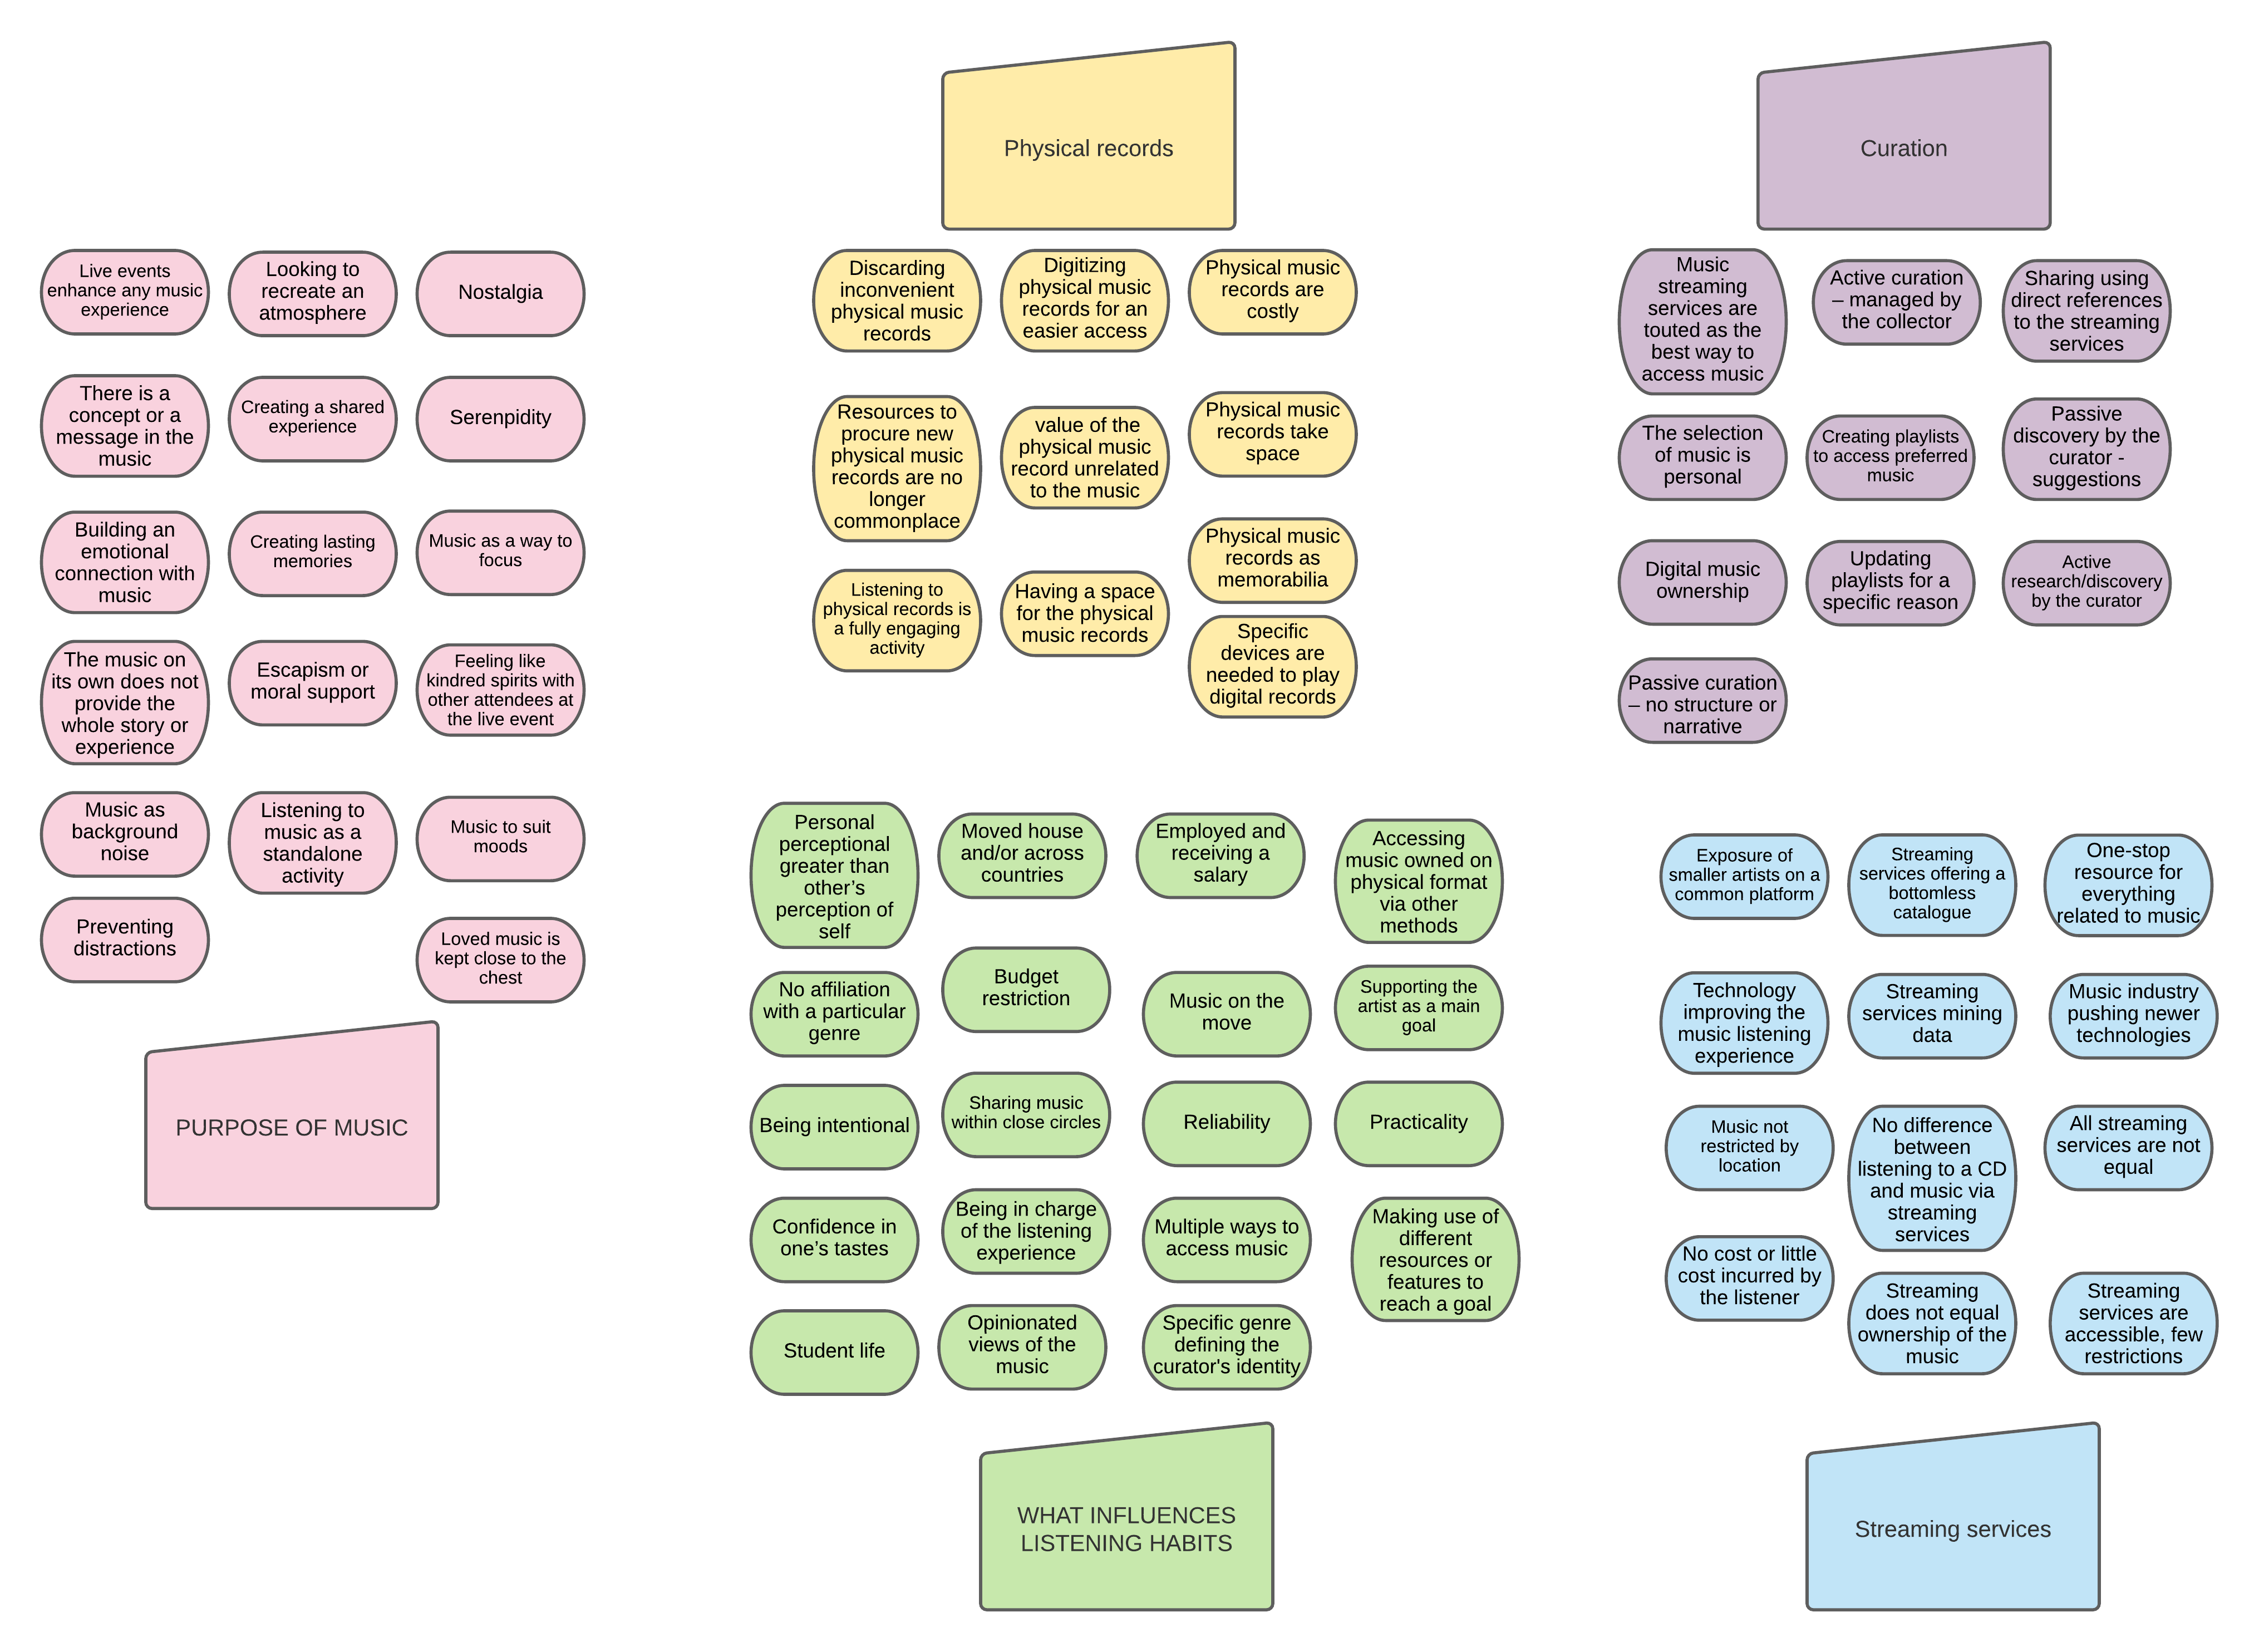 Physical records
Discarding
inconvenient
physical music
records
Digitizing
physical music
records for an
easier access
Physical music
records are
costly
Resources to
procure new
physical music
records are no
longer
commonplace
value of the
physical music
record unrelated
to the music
Physical music
records take
space
Physical music
records as
memorabilia
Listening to
physical records is
a fully engaging
activity
Having a space
for the physical
music records
Specific
devices are
needed to play
digital records
Curation
Music
streaming
services are
touted as the
best way to
access music
Active curation
– managed by
the collector
Sharing using
direct references
to the streaming
services
The selection
of music is
personal
Creating playlists
to access preferred
music
Passive
discovery by the
curator -
suggestions
Digital music
ownership
Updating
playlists for a
specific reason
Active
research/discovery
by the curator
Passive curation
– no structure or
narrative
Live events
enhance any music
experience
Looking to
recreate an
atmosphere
Nostalgia
There is a
concept or a
message in the
music
Creating a shared
experience
Serenpidity
Building an
emotional
connection with
music
Creating lasting
memories
Music as a way to
focus
The music on
its own does not
provide the
whole story or
experience
Escapism or
moral support
Feeling like
kindred spirits with
other attendees at
the live event
Music as
background
noise
Listening to
music as a
standalone
activity
Music to suit
moods
Preventing
distractions
Loved music is
kept close to the
chest
PURPOSE OF MUSIC
Personal
perceptional
greater than
other’s
perception of
self
Moved house
and/or across
countries
Employed and
receiving a
salary
Accessing
music owned on
physical format
via other
methods
No affiliation
with a particular
genre
Budget
restriction
Music on the
move
Supporting the
artist as a main
goal
Being intentional
Sharing music
within close circles
Reliability
Practicality
Confidence in
one’s tastes
Being in charge
of the listening
experience
Multiple ways to
access music
Making use of
different
resources or
features to
reach a goal
Student life
Opinionated
views of the
music
Specific genre
defining the
curator's identity
WHAT INFLUENCES
LISTENING HABITS
Exposure of
smaller artists on a
common platform
Streaming
services offering a
bottomless
catalogue
One-stop
resource for
everything
related to music
Technology
improving the
music listening
experience
Streaming
services mining
data
Music industry
pushing newer
technologies
Music not
restricted by
location
No difference
between
listening to a CD
and music via
streaming
services
All streaming
services are not
equal
No cost or little
cost incurred by
the listener
Streaming
does not equal
ownership of the
music
Streaming
services are
accessible, few
restrictions
Streaming services